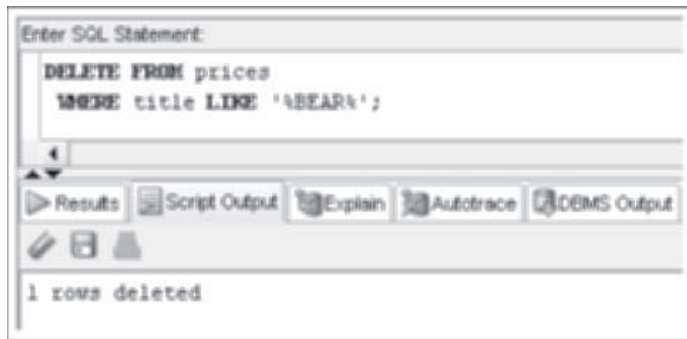 Enter SQL Statement:
DELETE FROM prices
WHERE title LIKE '%BEAR%';
Results Script Output Explain Autotrace DBMS Output
1 rows deleted